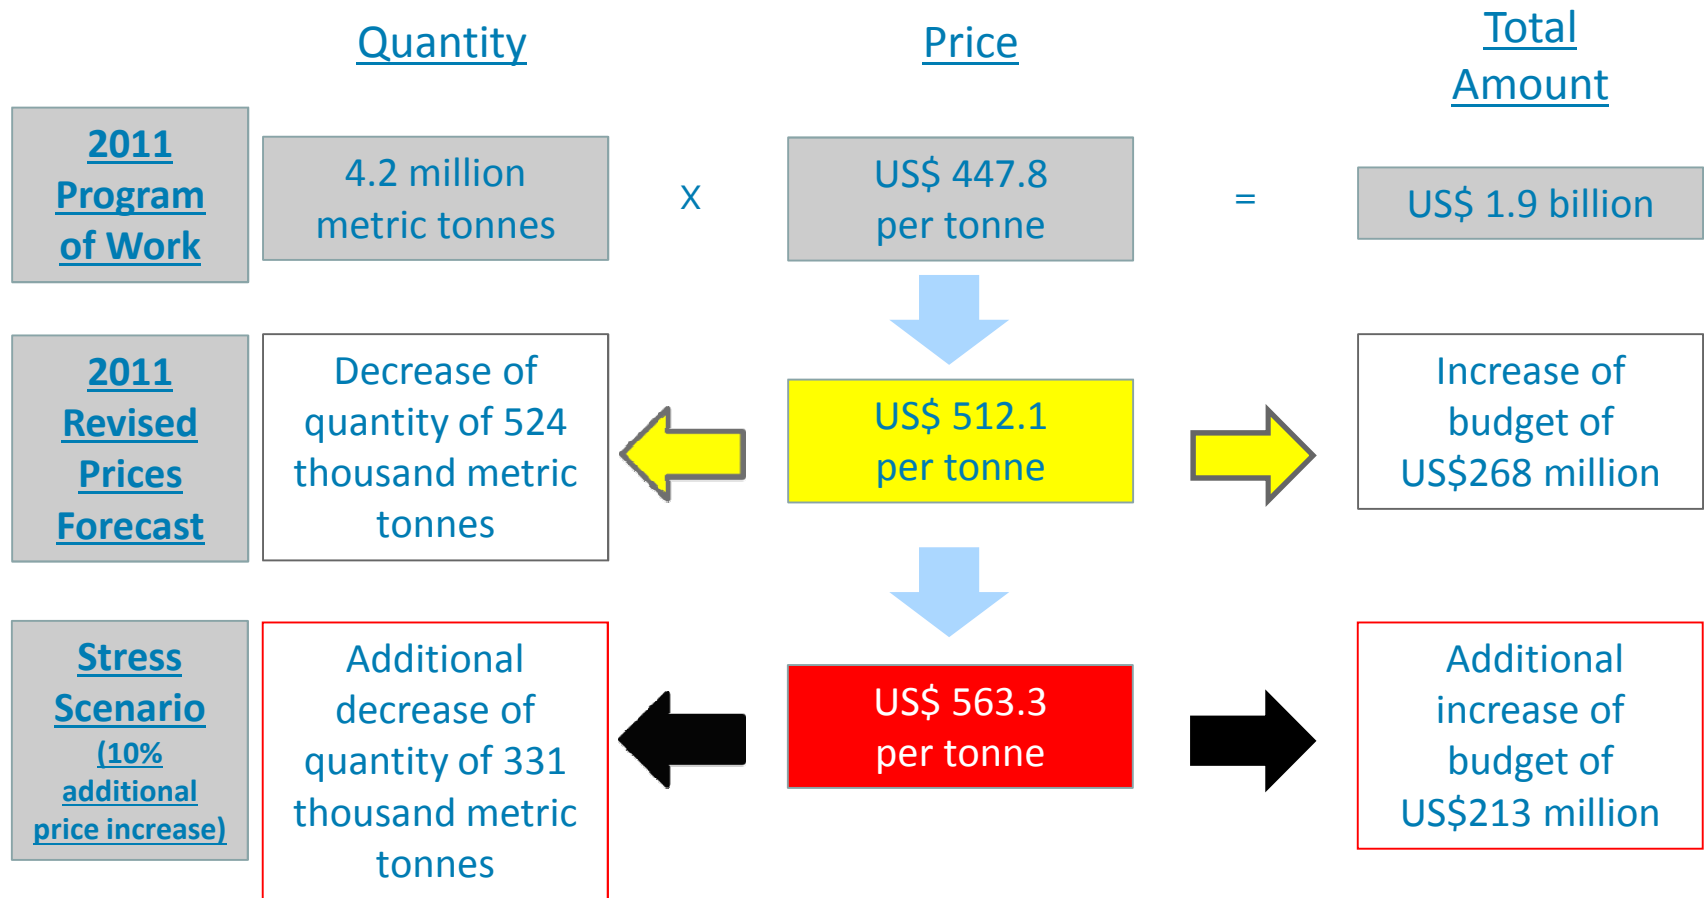 Quantity
Price
Total
Amount
2011
Program
of Work
4.2 million
metric tonnes
X
US$ 447.8
per tonne
=
US$ 1.9 billion
2011
Revised
Prices
Forecast
Decrease of
quantity of 524
thousand metric
tonnes
US$ 512.1
per tonne
Increase of
budget of
US$268 million
Stress
Scenario
(10%
additional
price increase)
Additional
decrease of
quantity of 331
thousand metric
tonnes
US$ 563.3
per tonne
Additional
increase of
budget of
US$213 million